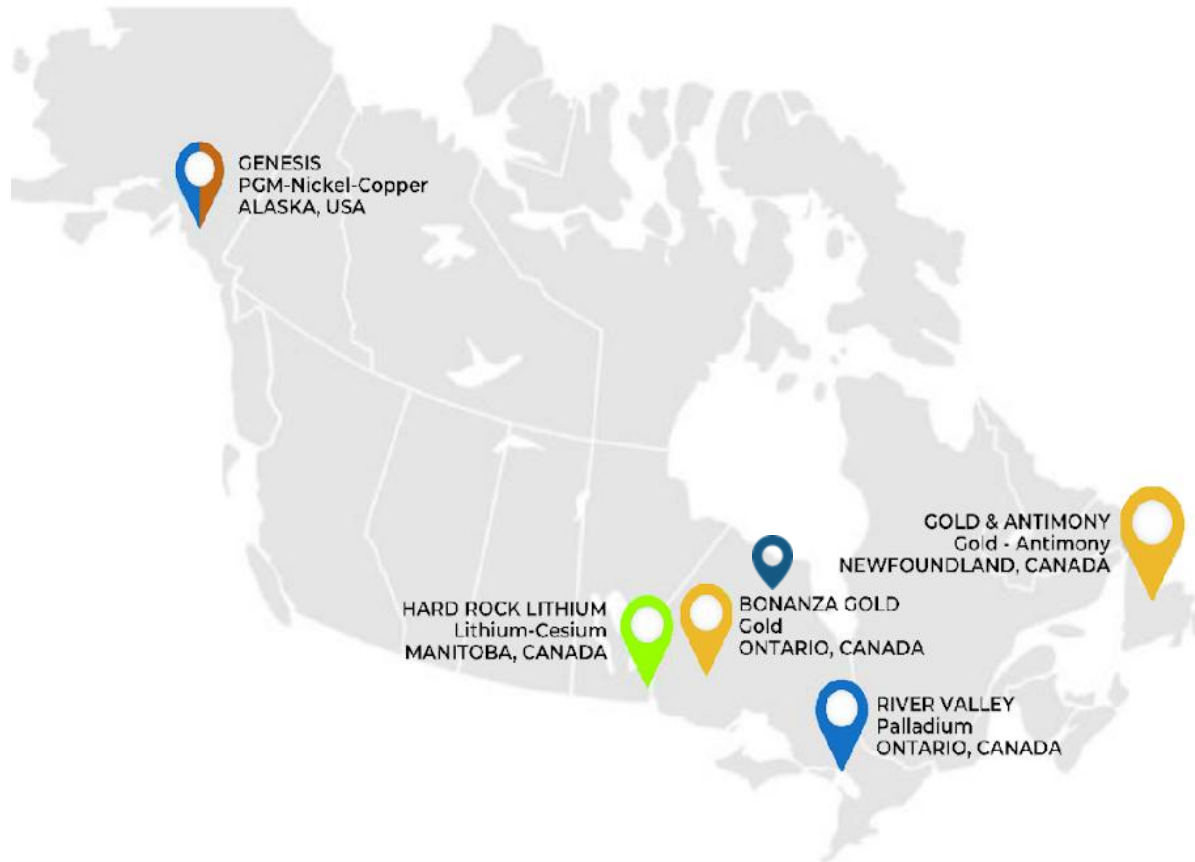 GENESIS
PGM-Nickel-Copper
ALASKA, USA
GOLD & ANTIMONY
Gold - Antimony
NEWFOUNDLAND, CANADA
HARD ROCK LITHIUM
Lithium-Cesium
MANITOBA, CANADA
BONANZA GOLD
Gold
ONTARIO, CANADA
RIVER VALLEY
Palladium
ONTARIO, CANADA